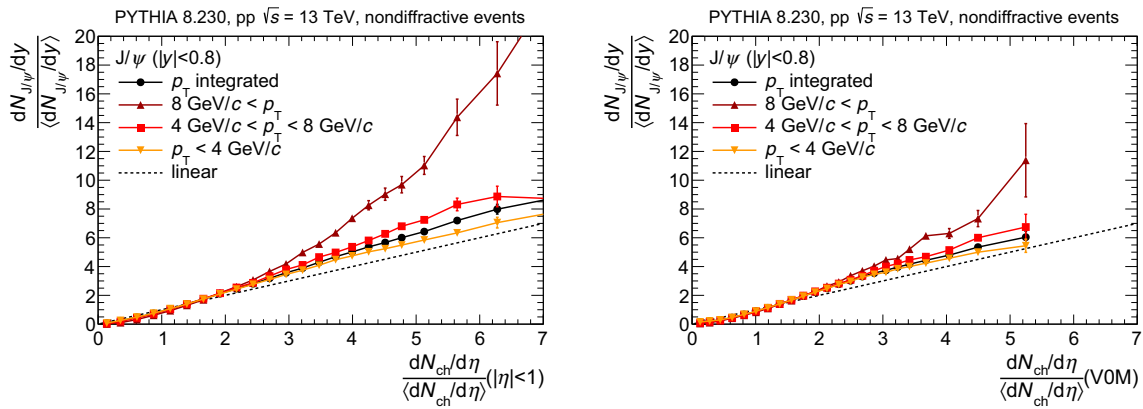 PYTHIA 8.230, pp √s = 13 TeV, nondiffractive events
dN_J/ψ/dy
⟨dN_J/ψ/dy⟩
20
18
16
14
12
10
8
6
4
2
0
J/ψ (|y|<0.8)
p_T integrated
8 GeV/c < p_T
4 GeV/c < p_T < 8 GeV/c
p_T < 4 GeV/c
linear
0 1 2 3 4 5 6 7
dN_ch/dη
⟨dN_ch/dη⟩ (|η|<1)
PYTHIA 8.230, pp √s = 13 TeV, nondiffractive events
dN_J/ψ/dy
⟨dN_J/ψ/dy⟩
20
18
16
14
12
10
8
6
4
2
0
J/ψ (|y|<0.8)
p_T integrated
8 GeV/c < p_T
4 GeV/c < p_T < 8 GeV/c
p_T < 4 GeV/c
linear
0 1 2 3 4 5 6 7
dN_ch/dη
⟨dN_ch/dη⟩ (V0M)